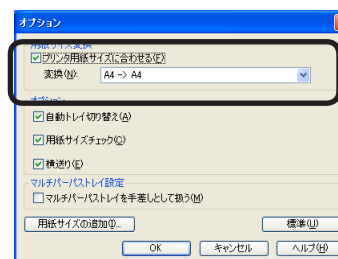 オプション
用紙サイズ変換
プリンタ用紙サイズに合わせる(F)
変換(N): A4 -> A4
オプション
自動トレイ切り替え(A)
用紙サイズチェック(C)
横送り(E)
マルチパーパストレイ設定
マルチパーパストレイを手差しとして扱う(M)
用紙サイズの追加(D)... 標準(U)
OK キャンセル ヘルプ(H)